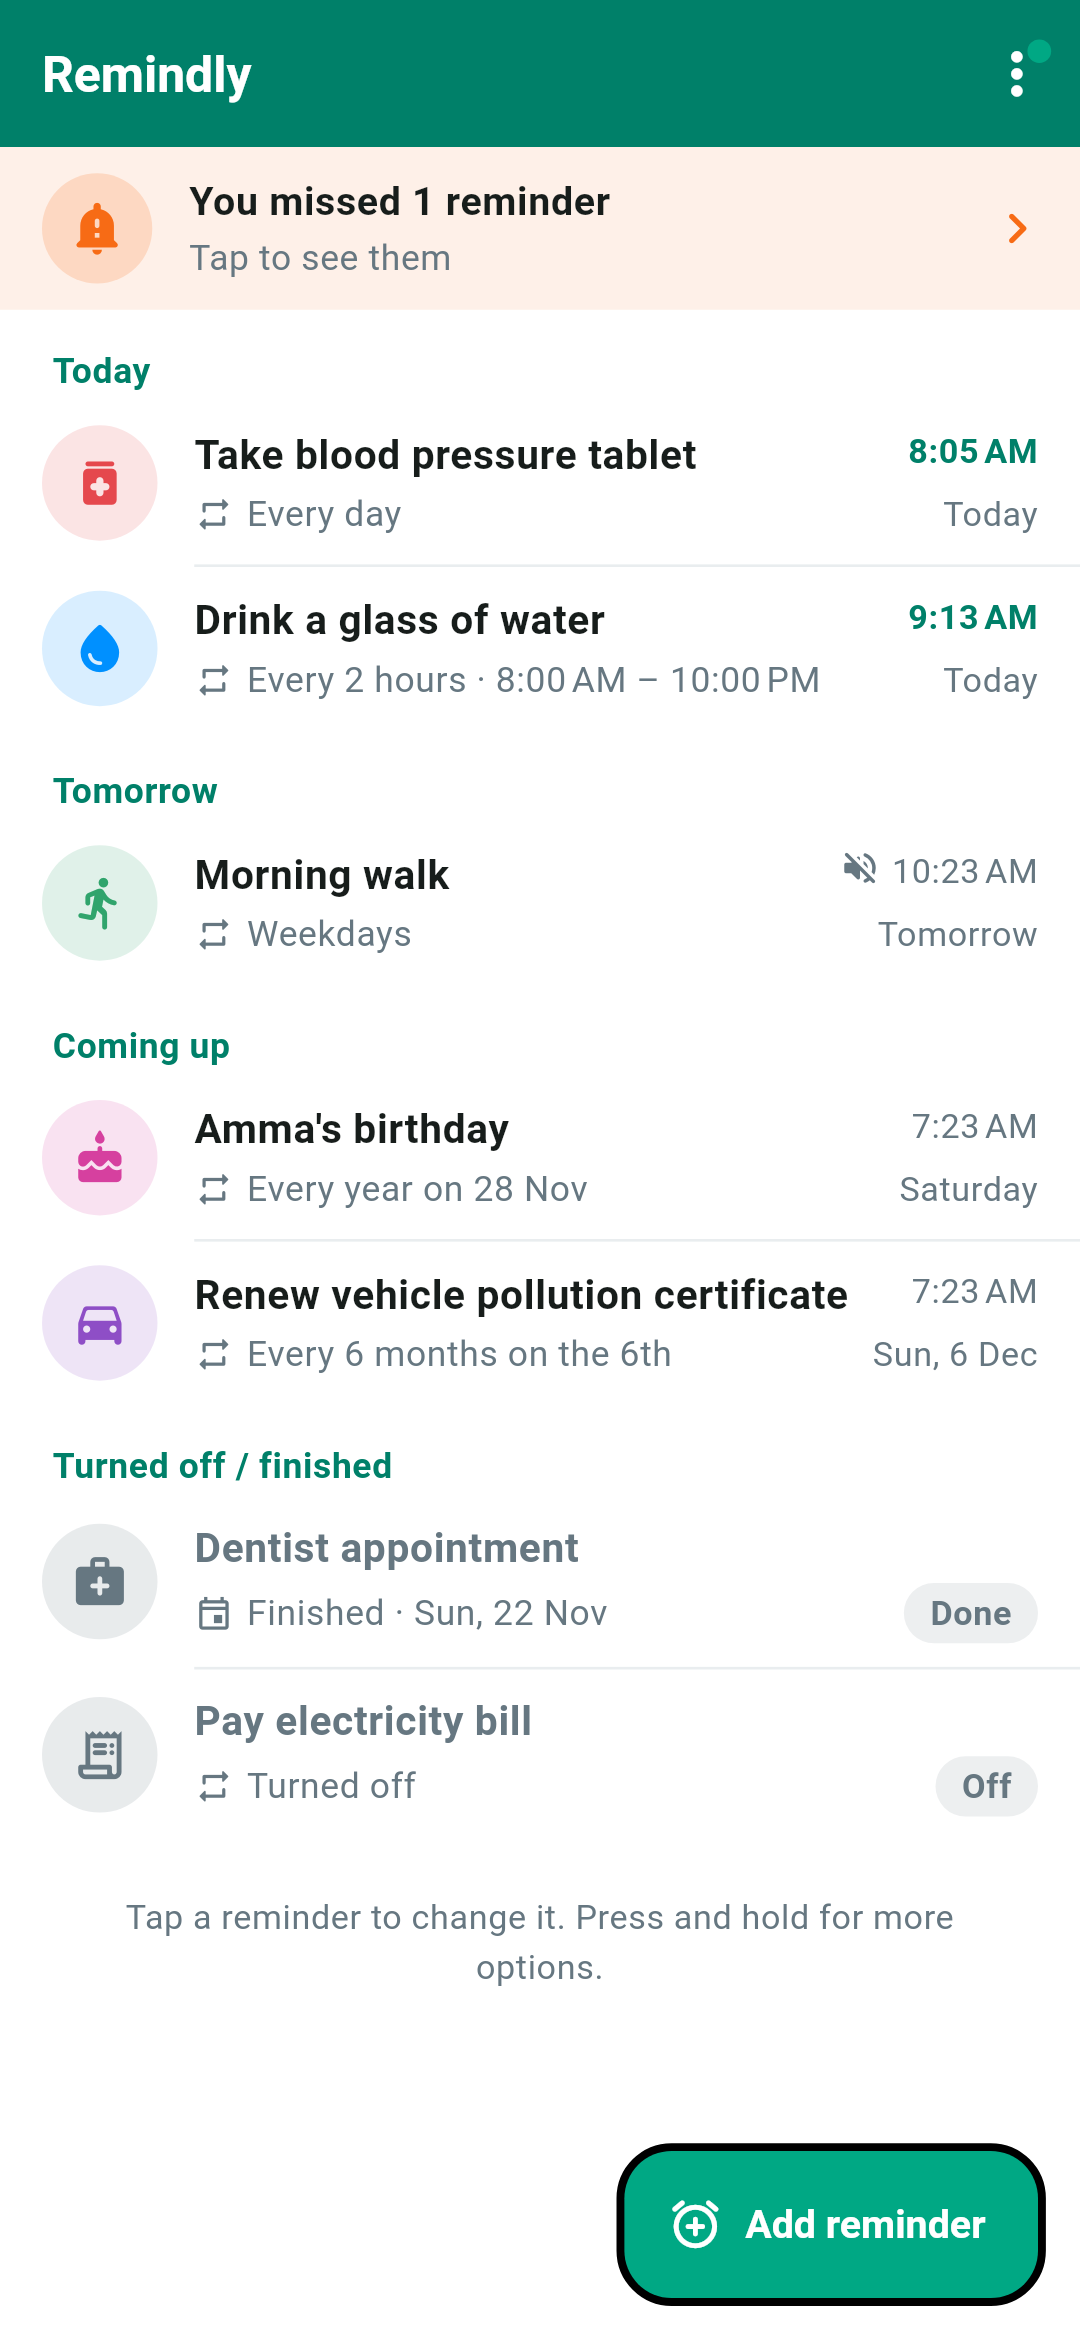 Remindly
You missed 1 reminder
Tap to see them
Today
Take blood pressure tablet 8:05 AM
Every day Today
Drink a glass of water 9:13 AM
Every 2 hours · 8:00 AM – 10:00 PM Today
Tomorrow
Morning walk 10:23 AM
Weekdays Tomorrow
Coming up
Amma's birthday 7:23 AM
Every year on 28 Nov Saturday
Renew vehicle pollution certificate 7:23 AM
Every 6 months on the 6th Sun, 6 Dec
Turned off / finished
Dentist appointment
Finished · Sun, 22 Nov Done
Pay electricity bill
Turned off Off
Tap a reminder to change it. Press and hold for more
options.
Add reminder